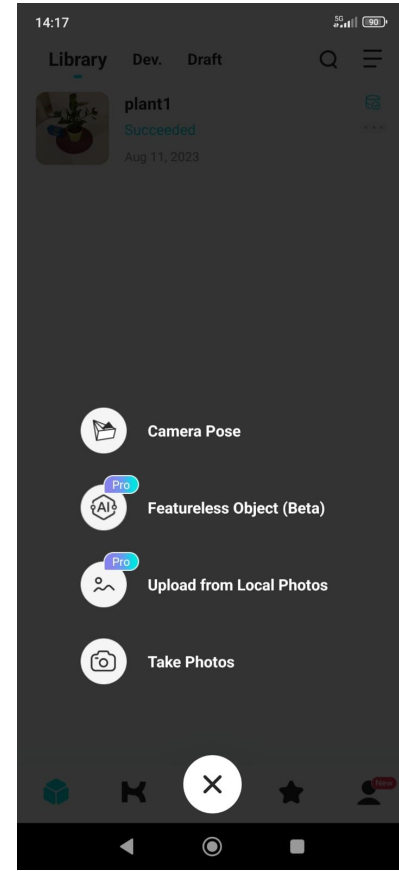 14:17
5G
90
Library Dev. Draft
plant1
Succeeded
Aug 11, 2023
Camera Pose
Pro
AI
Featureless Object (Beta)
Pro
Upload from Local Photos
Take Photos
New